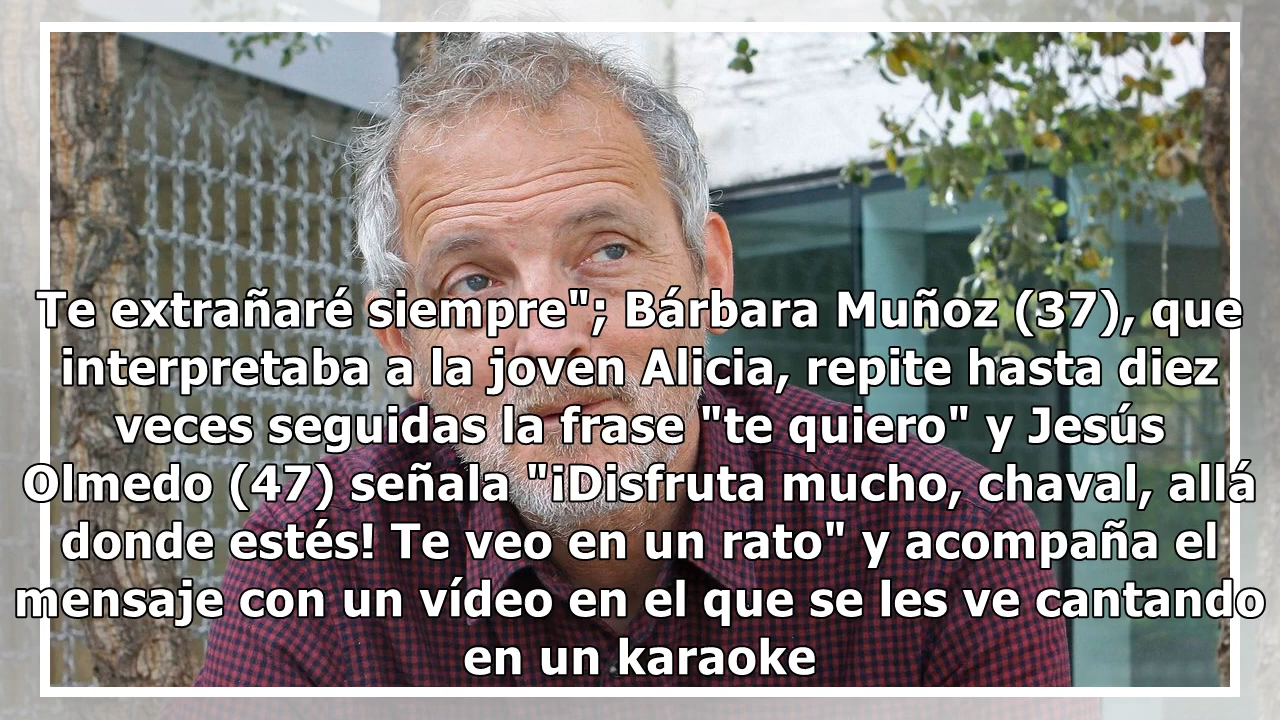 Te extrañaré siempre"; Bárbara Muñoz (37), que
interpretaba a la joven Alicia, repite hasta diez
veces seguidas la frase "te quiero" y Jesús
Olmedo (47) señala "¡Disfruta mucho, chaval, allá
donde estés! Te veo en un rato" y acompaña el
mensaje con un vídeo en el que se les ve cantando
en un karaoke